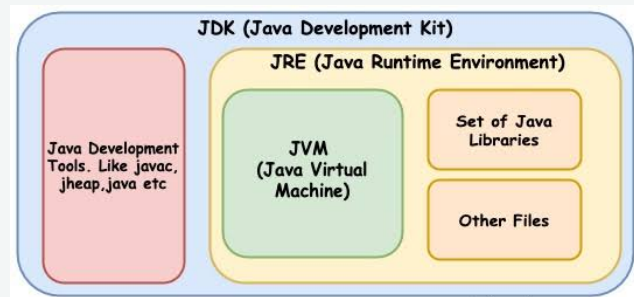 JDK (Java Development Kit)
JRE (Java Runtime Environment)
Java Development
Tools. Like javac,
jheap,java etc
JVM
(Java Virtual
Machine)
Set of Java
Libraries
Other Files